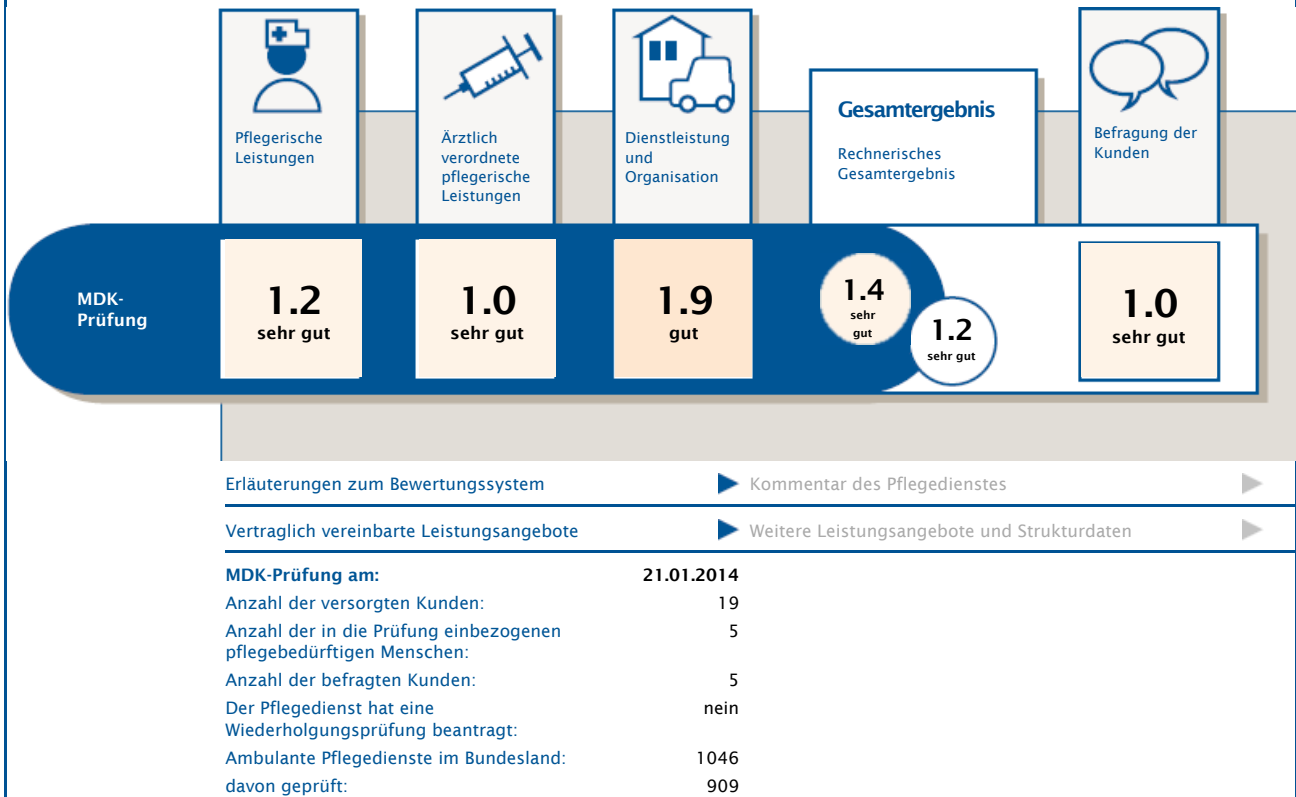 Pflegerische
Leistungen
Ärztlich
verordnete
pflegerische
Leistungen
Dienstleistung
und
Organisation
Gesamtergebnis
Rechnerisches
Gesamtergebnis
Befragung der
Kunden
MDK-
Prüfung
1.2
sehr gut
1.0
sehr gut
1.9
gut
1.4
sehr
gut
1.2
sehr gut
1.0
sehr gut
Erläuterungen zum Bewertungssystem
Kommentar des Pflegedienstes
Vertraglich vereinbarte Leistungsangebote
Weitere Leistungsangebote und Strukturdaten
MDK-Prüfung am: 21.01.2014
Anzahl der versorgten Kunden: 19
Anzahl der in die Prüfung einbezogenen 5
pflegebedürftigen Menschen:
Anzahl der befragten Kunden: 5
Der Pflegedienst hat eine nein
Wiederholgungsprüfung beantragt:
Ambulante Pflegedienste im Bundesland: 1046
davon geprüft: 909